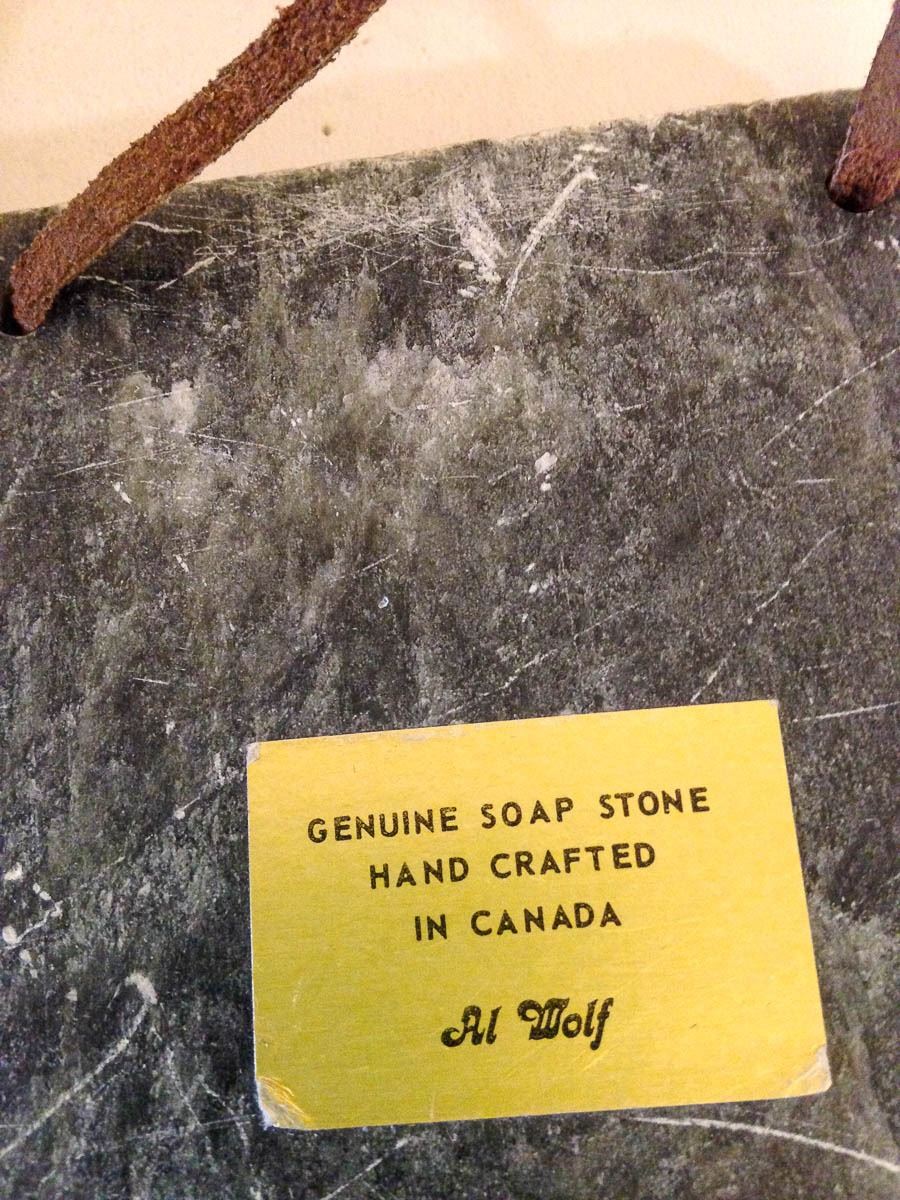 GENUINE SOAP STONE
HAND CRAFTED
IN CANADA
Al Wolf